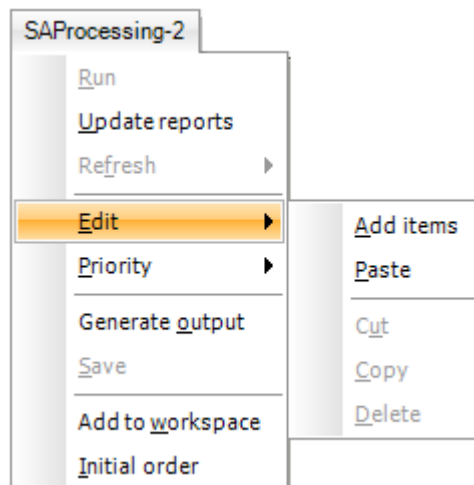 SAProcessing-2
Run
Update reports
Refresh
Edit
Priority
Generate output
Save
Add to workspace
Initial order
Add items
Paste
Cut
Copy
Delete